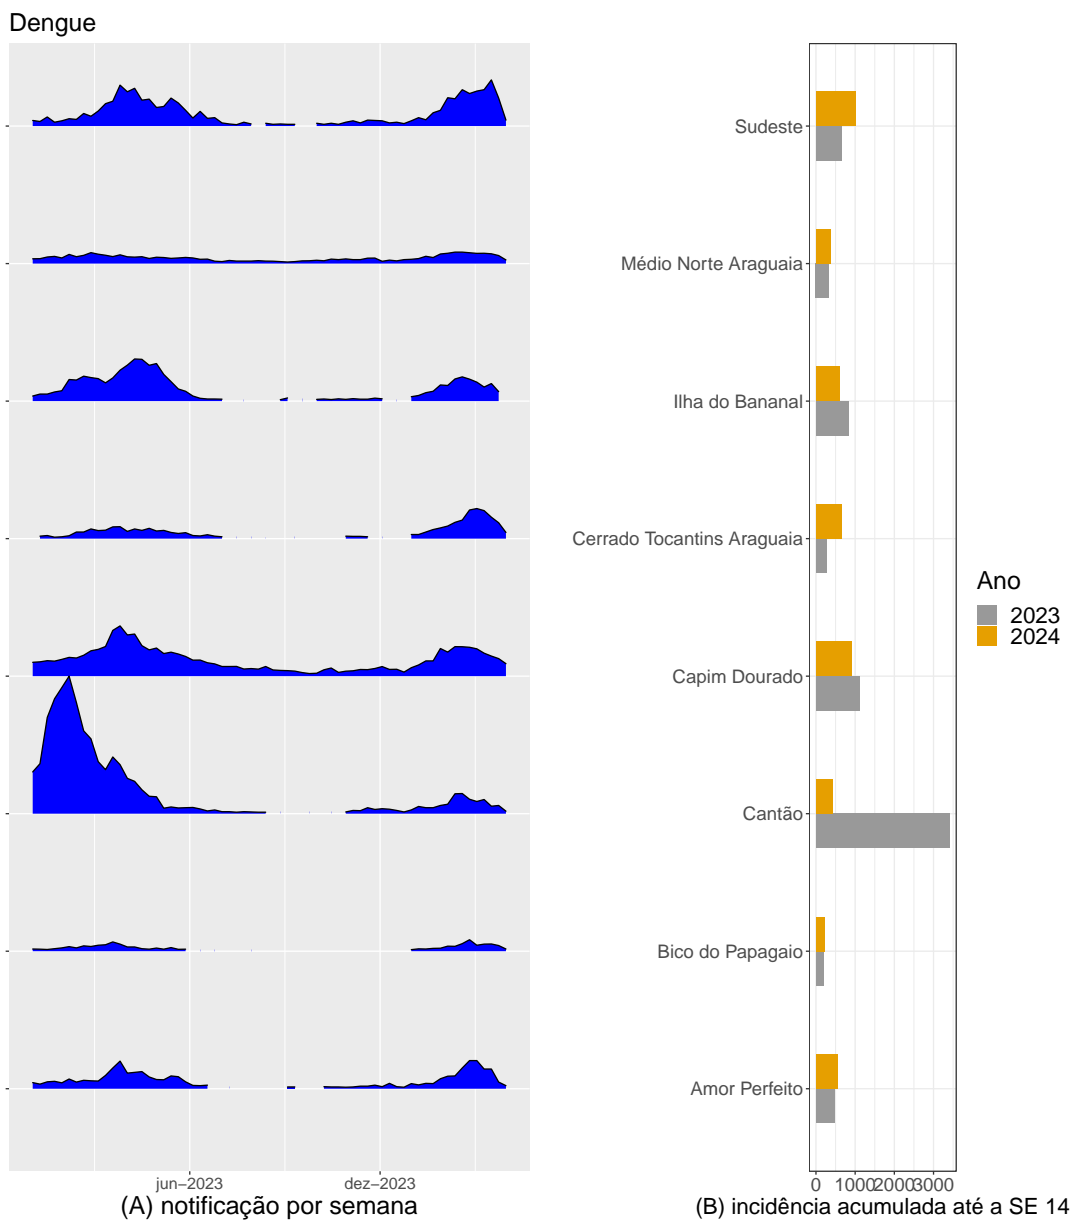 Dengue
Sudeste
Médio Norte Araguaia
Ilha do Bananal
Cerrado Tocantins Araguaia
Capim Dourado
Cantão
Bico do Papagaio
Amor Perfeito
Ano
2023
2024
jun−2023 dez−2023
0 1000 2000 3000
(A) notificação por semana
(B) incidência acumulada até a SE 14